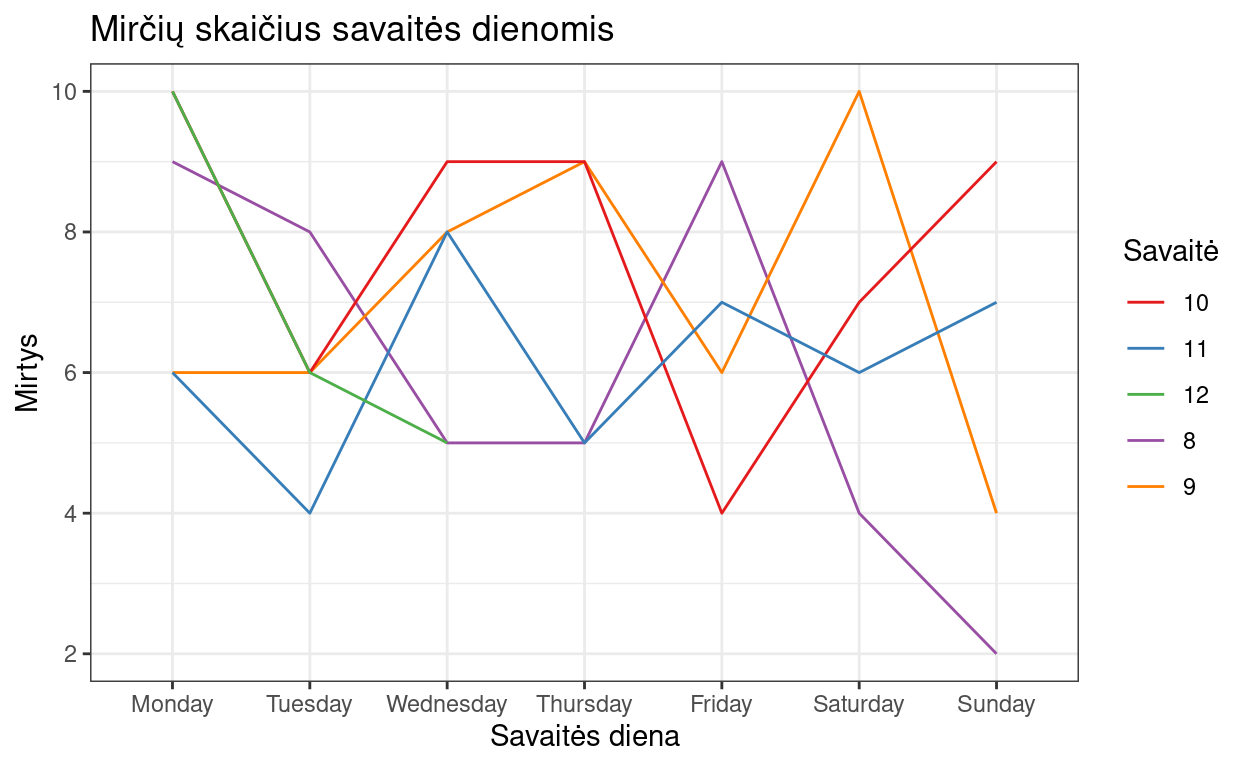 Mirčių skaičius savaitės dienomis
Mirtys
10
8
6
4
2
Monday Tuesday Wednesday Thursday Friday Saturday Sunday
Savaitės diena
Savaitė
10
11
12
8
9